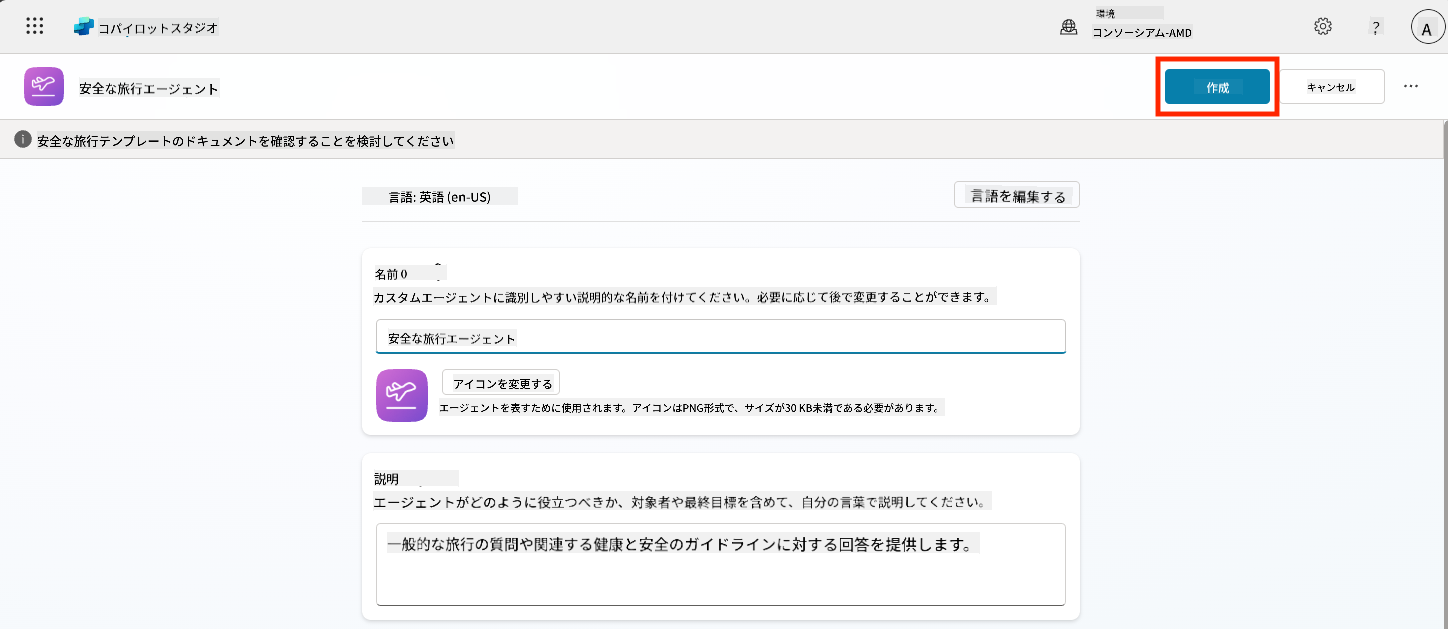 コパイロットスタジオ
環境
コンソーシアム-AMD
?
A
安全な旅行エージェント
作成
キャンセル
...
安全な旅行テンプレートのドキュメントを確認することを検討してください
言語: 英語 (en-US)
言語を編集する
名前0
カスタムエージェントに識別しやすい説明的な名前を付けてください。必要に応じて後で変更することができます。
安全な旅行エージェント
アイコンを変更する
エージェントを表すために使用されます。アイコンはPNG形式で、サイズが30 KB未満である必要があります。
説明
エージェントがどのように役立つべきか、対象者や最終目標を含めて、自分の言葉で説明してください。
一般的な旅行の質問や関連する健康と安全のガイドラインに対する回答を提供します。